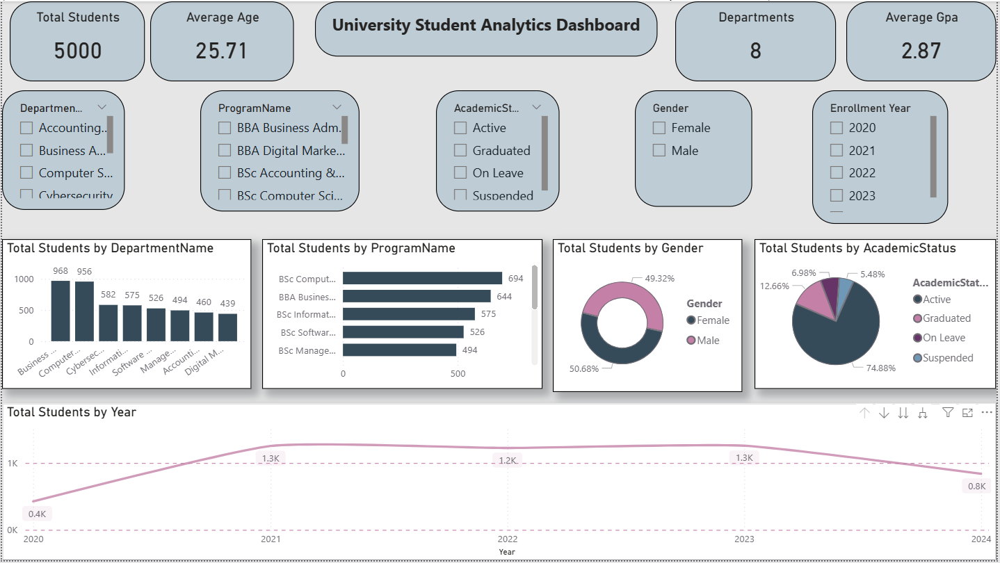 Total Students
5000
Average Age
25.71
University Student Analytics Dashboard
Departments
8
Average Gpa
2.87
Departmen...
Accounting...
Business A...
Computer S...
Cybersecurity
ProgramName
BBA Business Adm...
BBA Digital Marke...
BSc Accounting &...
BSc Computer Sci...
AcademicSt...
Active
Graduated
On Leave
Suspended
Gender
Female
Male
Enrollment Year
2020
2021
2022
2023
Total Students by DepartmentName
1000
500
0
968
956
582
575
526
494
460
439
Business ...
Computer...
Cybersec...
Informati...
Software ...
Manage...
Accounti...
Digital M...
Total Students by ProgramName
BSc Comput... 694
BBA Busines... 644
BSc Informat... 575
BSc Softwar... 526
BSc Manage... 494
0 500
Total Students by Gender
49.32%
50.68%
Gender
Female
Male
Total Students by AcademicStatus
6.98%
5.48%
12.66%
74.88%
AcademicStat...
Active
Graduated
On Leave
Suspended
Total Students by Year
1K
0K
0.4K
1.3K
1.2K
1.3K
0.8K
2020 2021 2022 2023 2024
Year